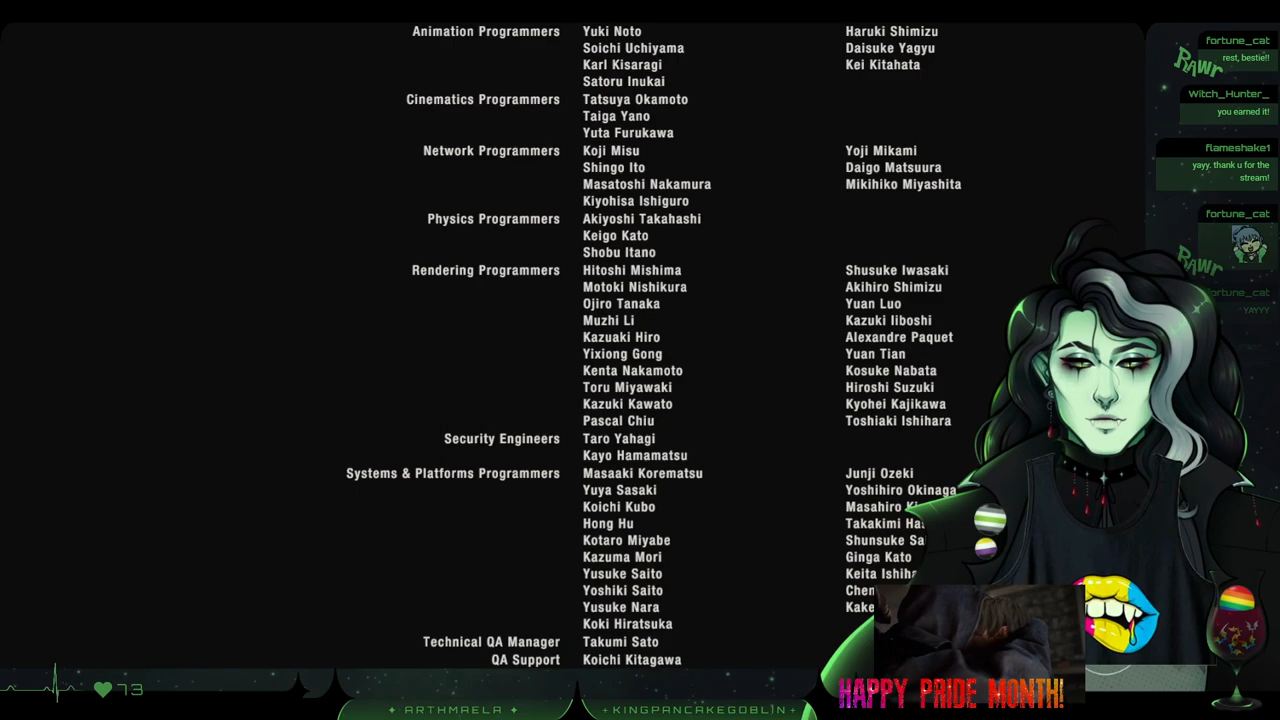 Animation Programmers Yuki Noto Haruki Shimizu
Soichi Uchiyama Daisuke Yagyu
Karl Kisaragi Kei Kitahata
Satoru Inukai
Cinematics Programmers Tatsuya Okamoto
Taiga Yano
Yuta Furukawa
Network Programmers Koji Misu Yoji Mikami
Shingo Ito Daigo Matsuura
Masatoshi Nakamura Mikihiko Miyashita
Kiyohisa Ishiguro
Physics Programmers Akiyoshi Takahashi
Keigo Kato
Shobu Itano
Rendering Programmers Hitoshi Mishima Shusuke Iwasaki
Motoki Nishikura Akihiro Shimizu
Ojiro Tanaka Yuan Luo
Muzhi Li Kazuki Iiboshi
Kazuaki Hiro Alexandre Paquet
Yixiong Gong Yuan Tian
Kenta Nakamoto Kosuke Nabata
Toru Miyawaki Hiroshi Suzuki
Kazuki Kawato Kyohei Kajikawa
Pascal Chiu Toshiaki Ishihara
Security Engineers Taro Yahagi
Kayo Hamamatsu
Systems & Platforms Programmers Masaaki Korematsu Junji Ozeki
Yuya Sasaki Yoshihiro Okinaga
Koichi Kubo Masahiro
Hong Hu Takakimi
Kotaro Miyabe Shunsuke
Kazuma Mori Ginga Kato
Yusuke Saito Keita
Yoshiki Saito
Yusuke Nara
Koki Hiratsuka
Technical QA Manager Takumi Sato
QA Support Koichi Kitagawa
fortune_cat
RAWR
rest, bestie!!
Witch_Hunter_
you earned it!
flameshake1
yayy. thank u for the
stream!
fortune_cat
RAWR
fortune_cat
YAYYY
73
ARTHMAELA
+KINGPANCAKEGOBLIN+
HAPPY PRIDE MONTH!